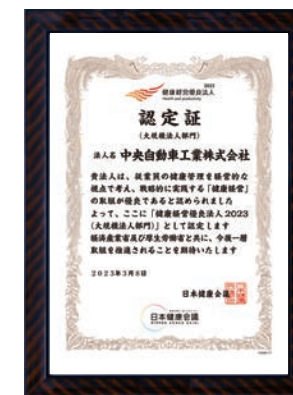 2023
健康経営優良法人
Health and productivity
認定証
(大規模法人部門)
法人名 中央自動車工業株式会社
貴法人は、従業員の健康管理を経営的な
視点で考え、戦略的に実践する「健康経営」
の取組が優良であると認められました
よって、ここに「健康経営優良法人2023
(大規模法人部門)」として認定します
経済産業省及び厚生労働省と共に、今後一層
取組を推進されることを期待いたします
2023年3月8日
日本健康会議
日本健康会議
NIPPON KENKO KAIGI